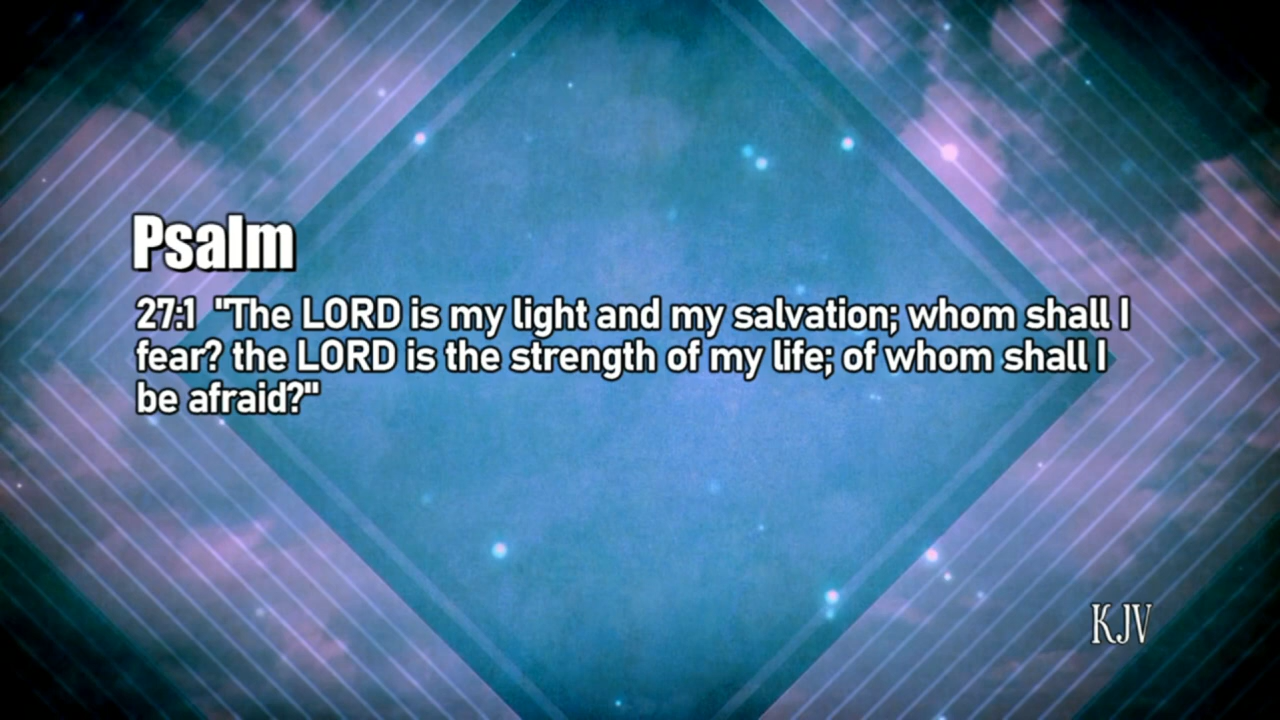 Psalm
27:1 "The LORD is my light and my salvation; whom shall I
fear? the LORD is the strength of my life; of whom shall I
be afraid?"
KJV